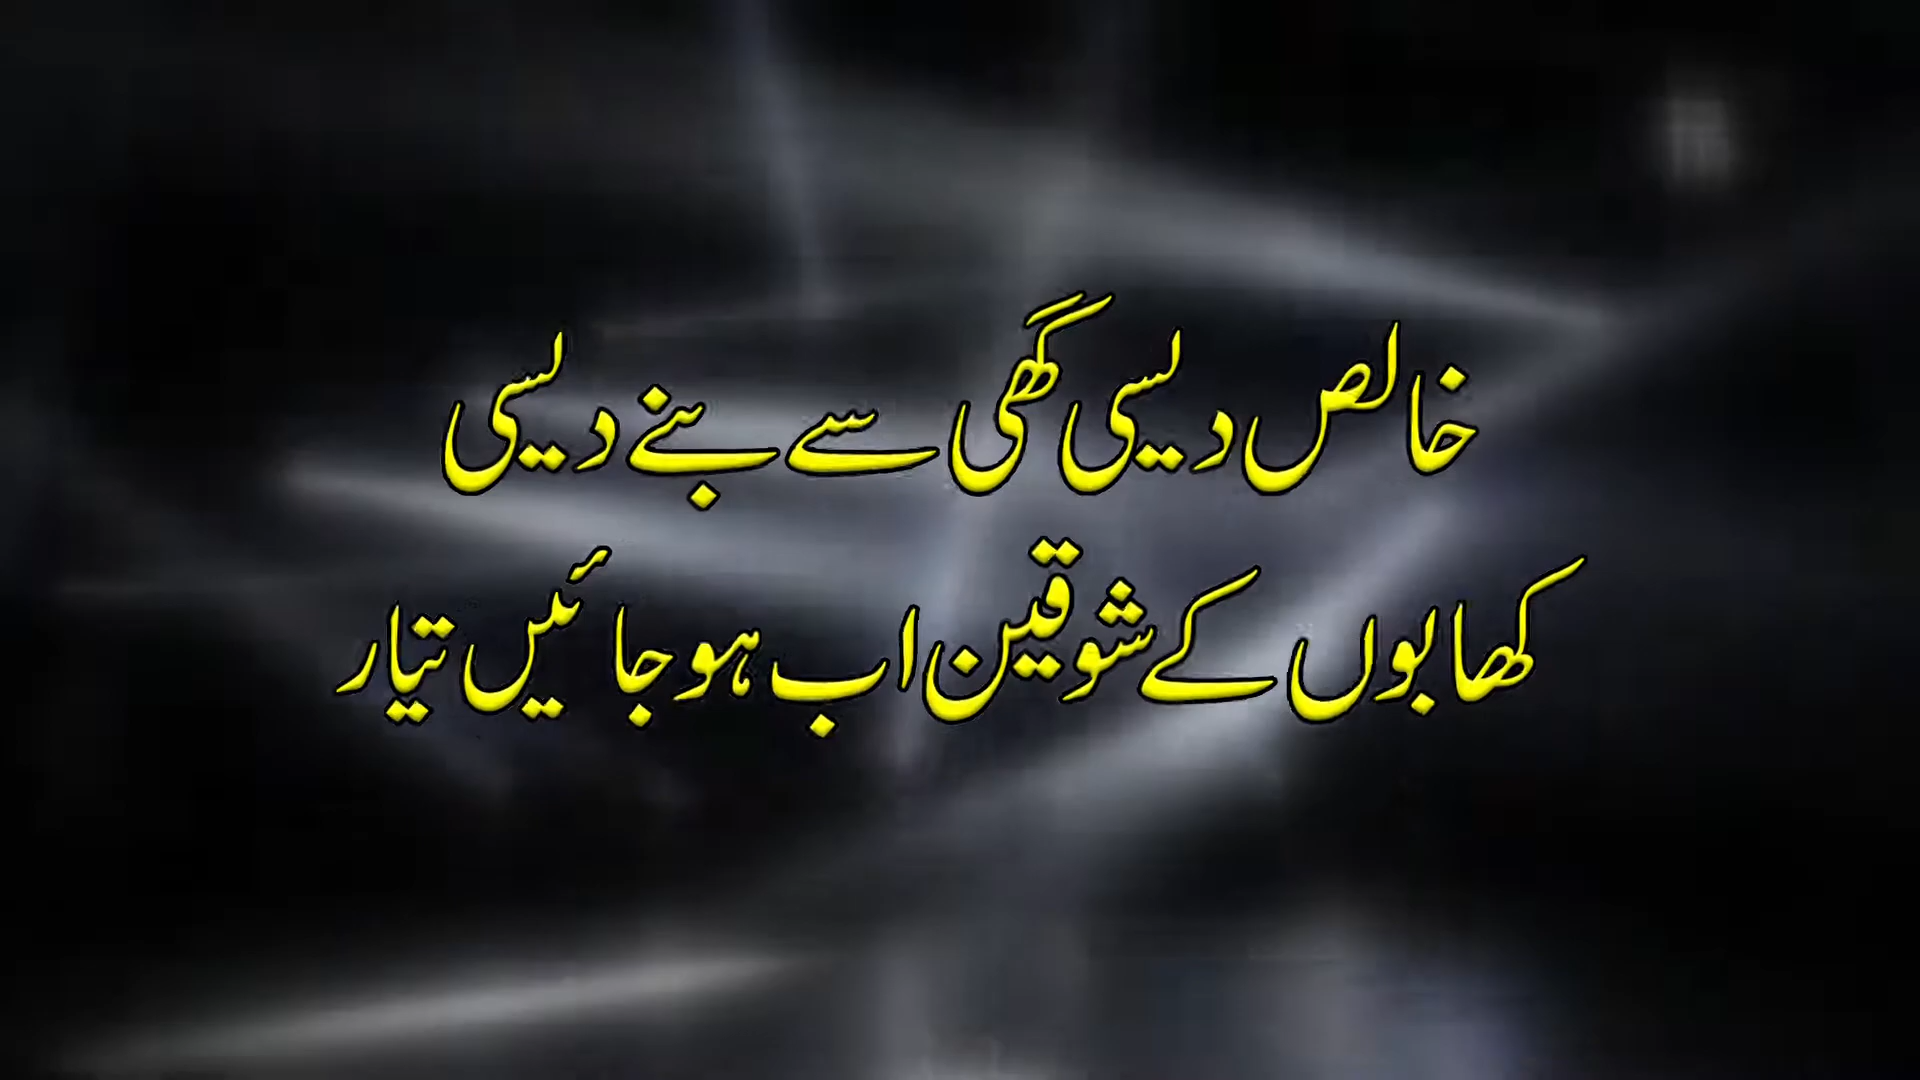 خالص دیسی گھی سے بنے دیسی
کھابوں کے شوقین اب ہو جائیں تیار